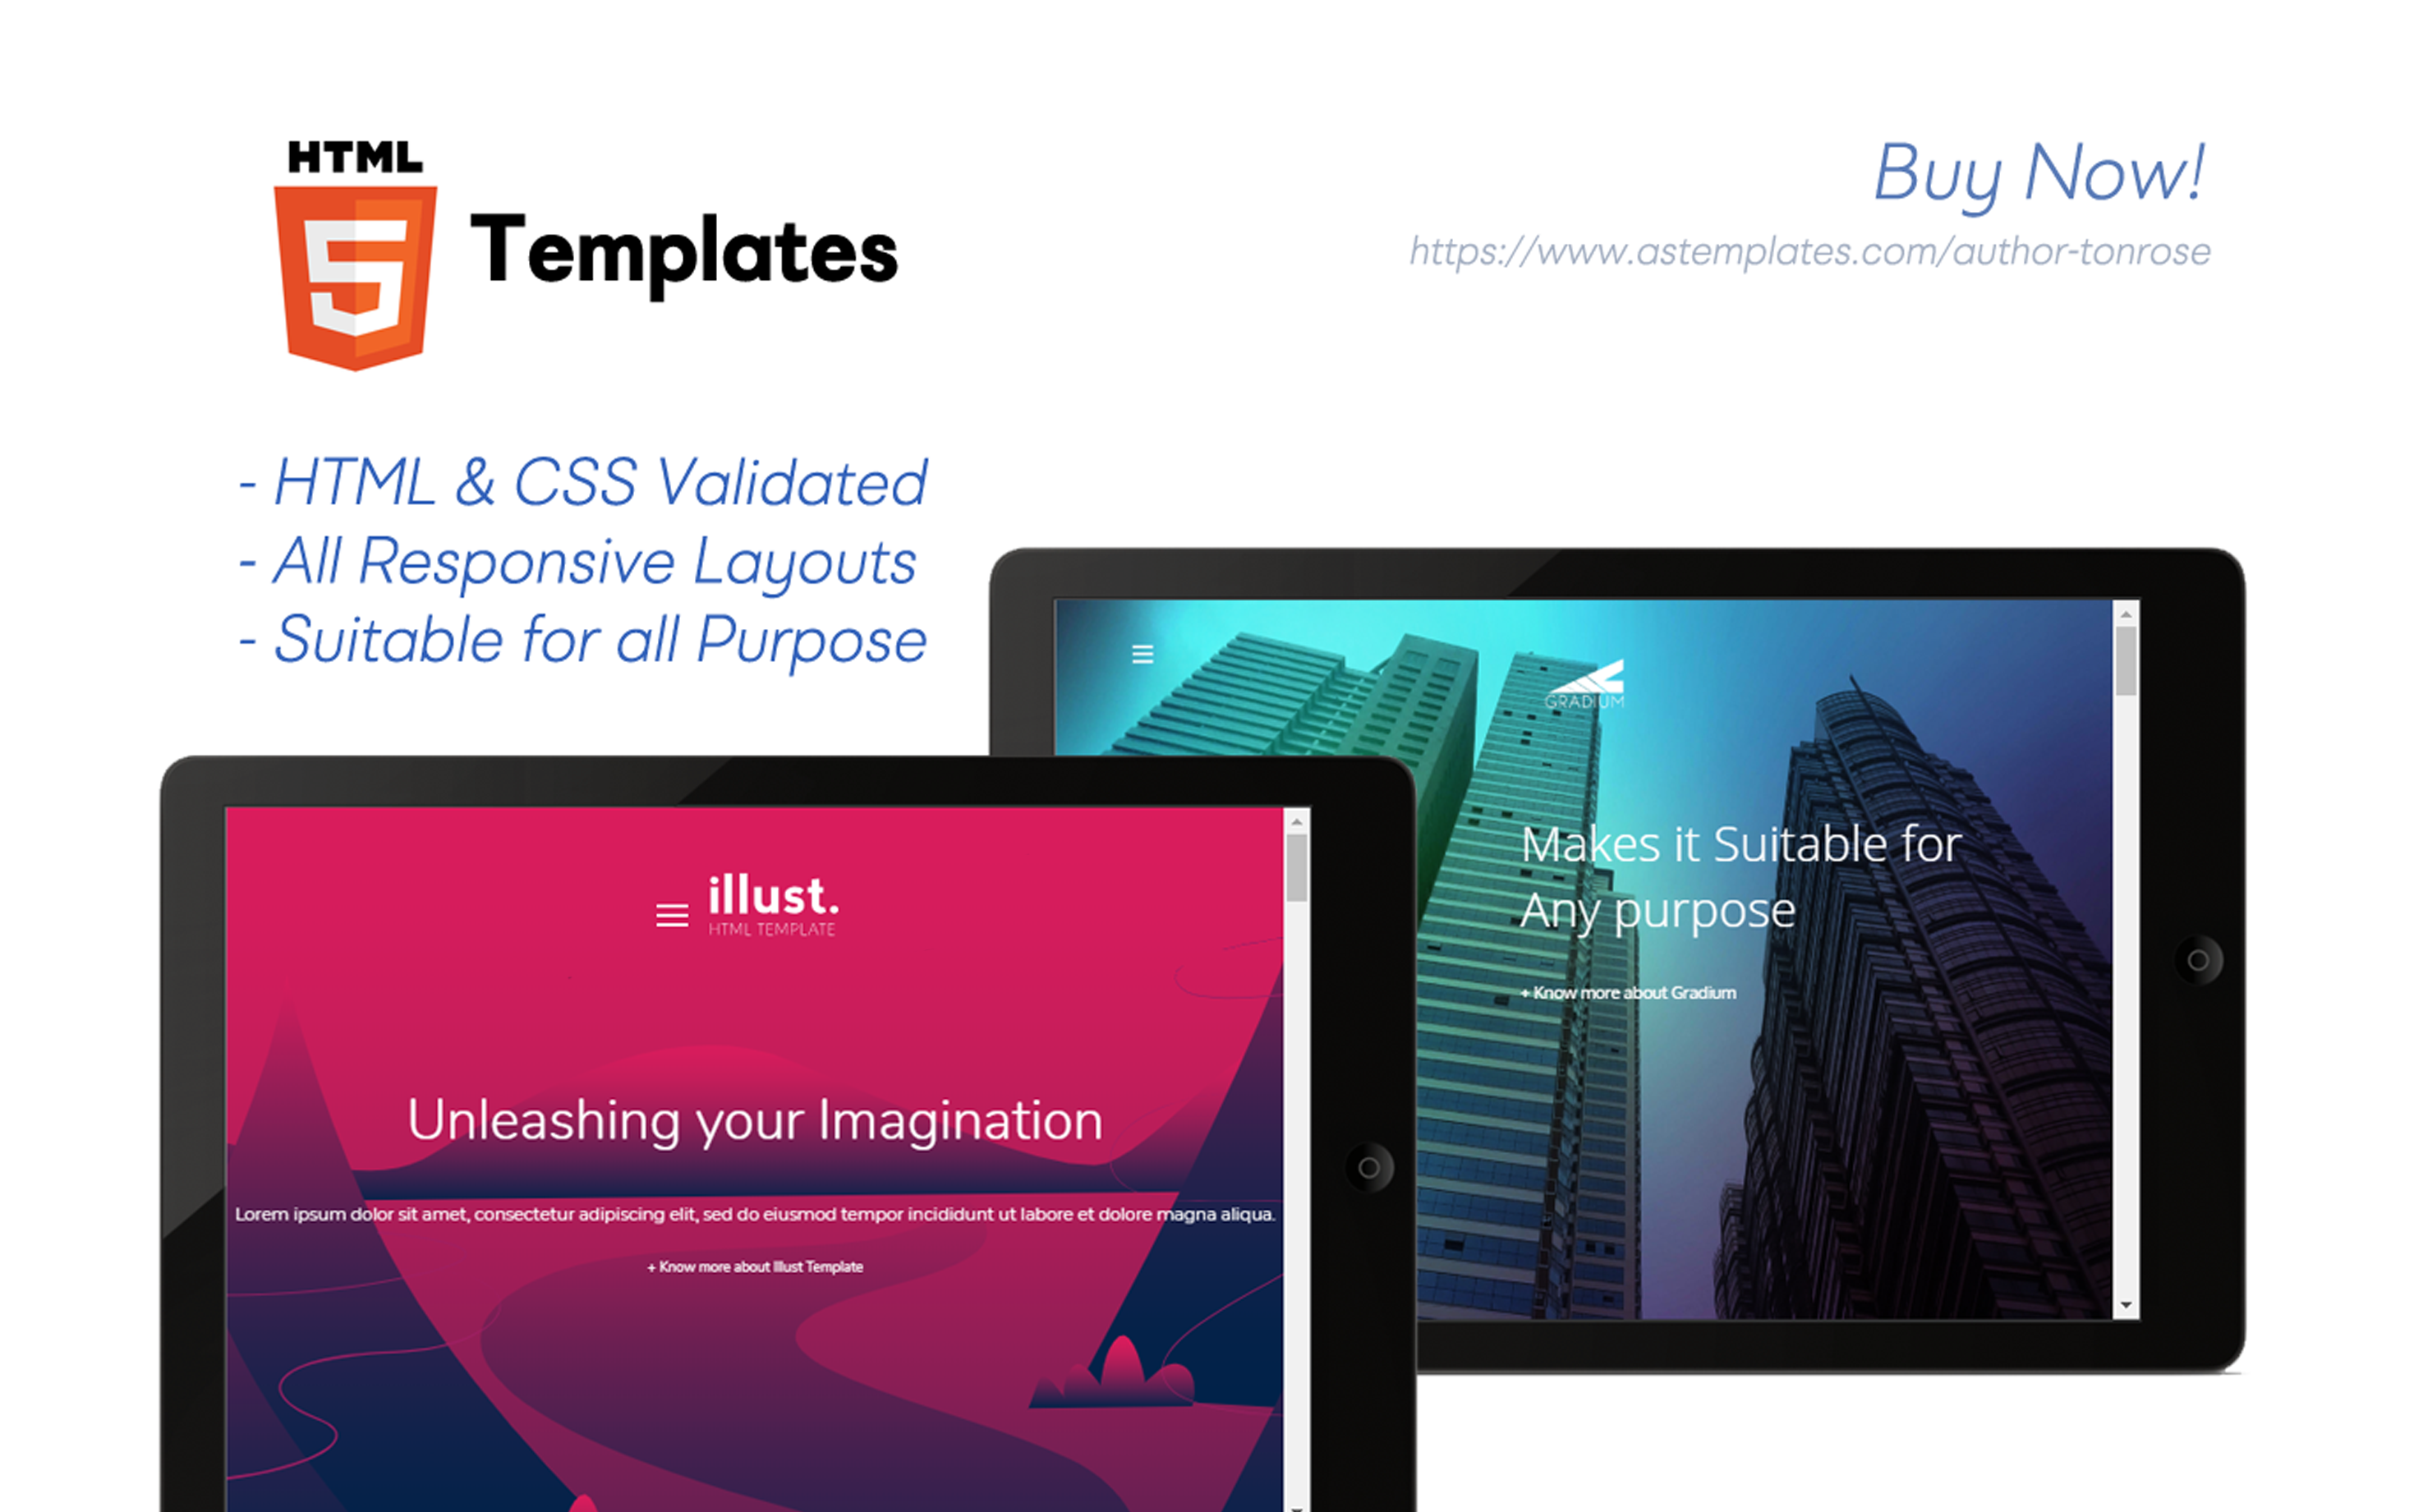 HTML
5
Templates
Buy Now!
https://www.astemplates.com/author-tonrose
- HTML & CSS Validated
- All Responsive Layouts
- Suitable for all Purpose
GRADIUM
Makes it Suitable for
Any purpose
+ Know more about Gradium
illust.
HTML TEMPLATE
Unleashing your Imagination
Lorem ipsum dolor sit amet, consectetur adipiscing elit, sed do eiusmod tempor incididunt ut labore et dolore magna aliqua.
+ Know more about Illust Template